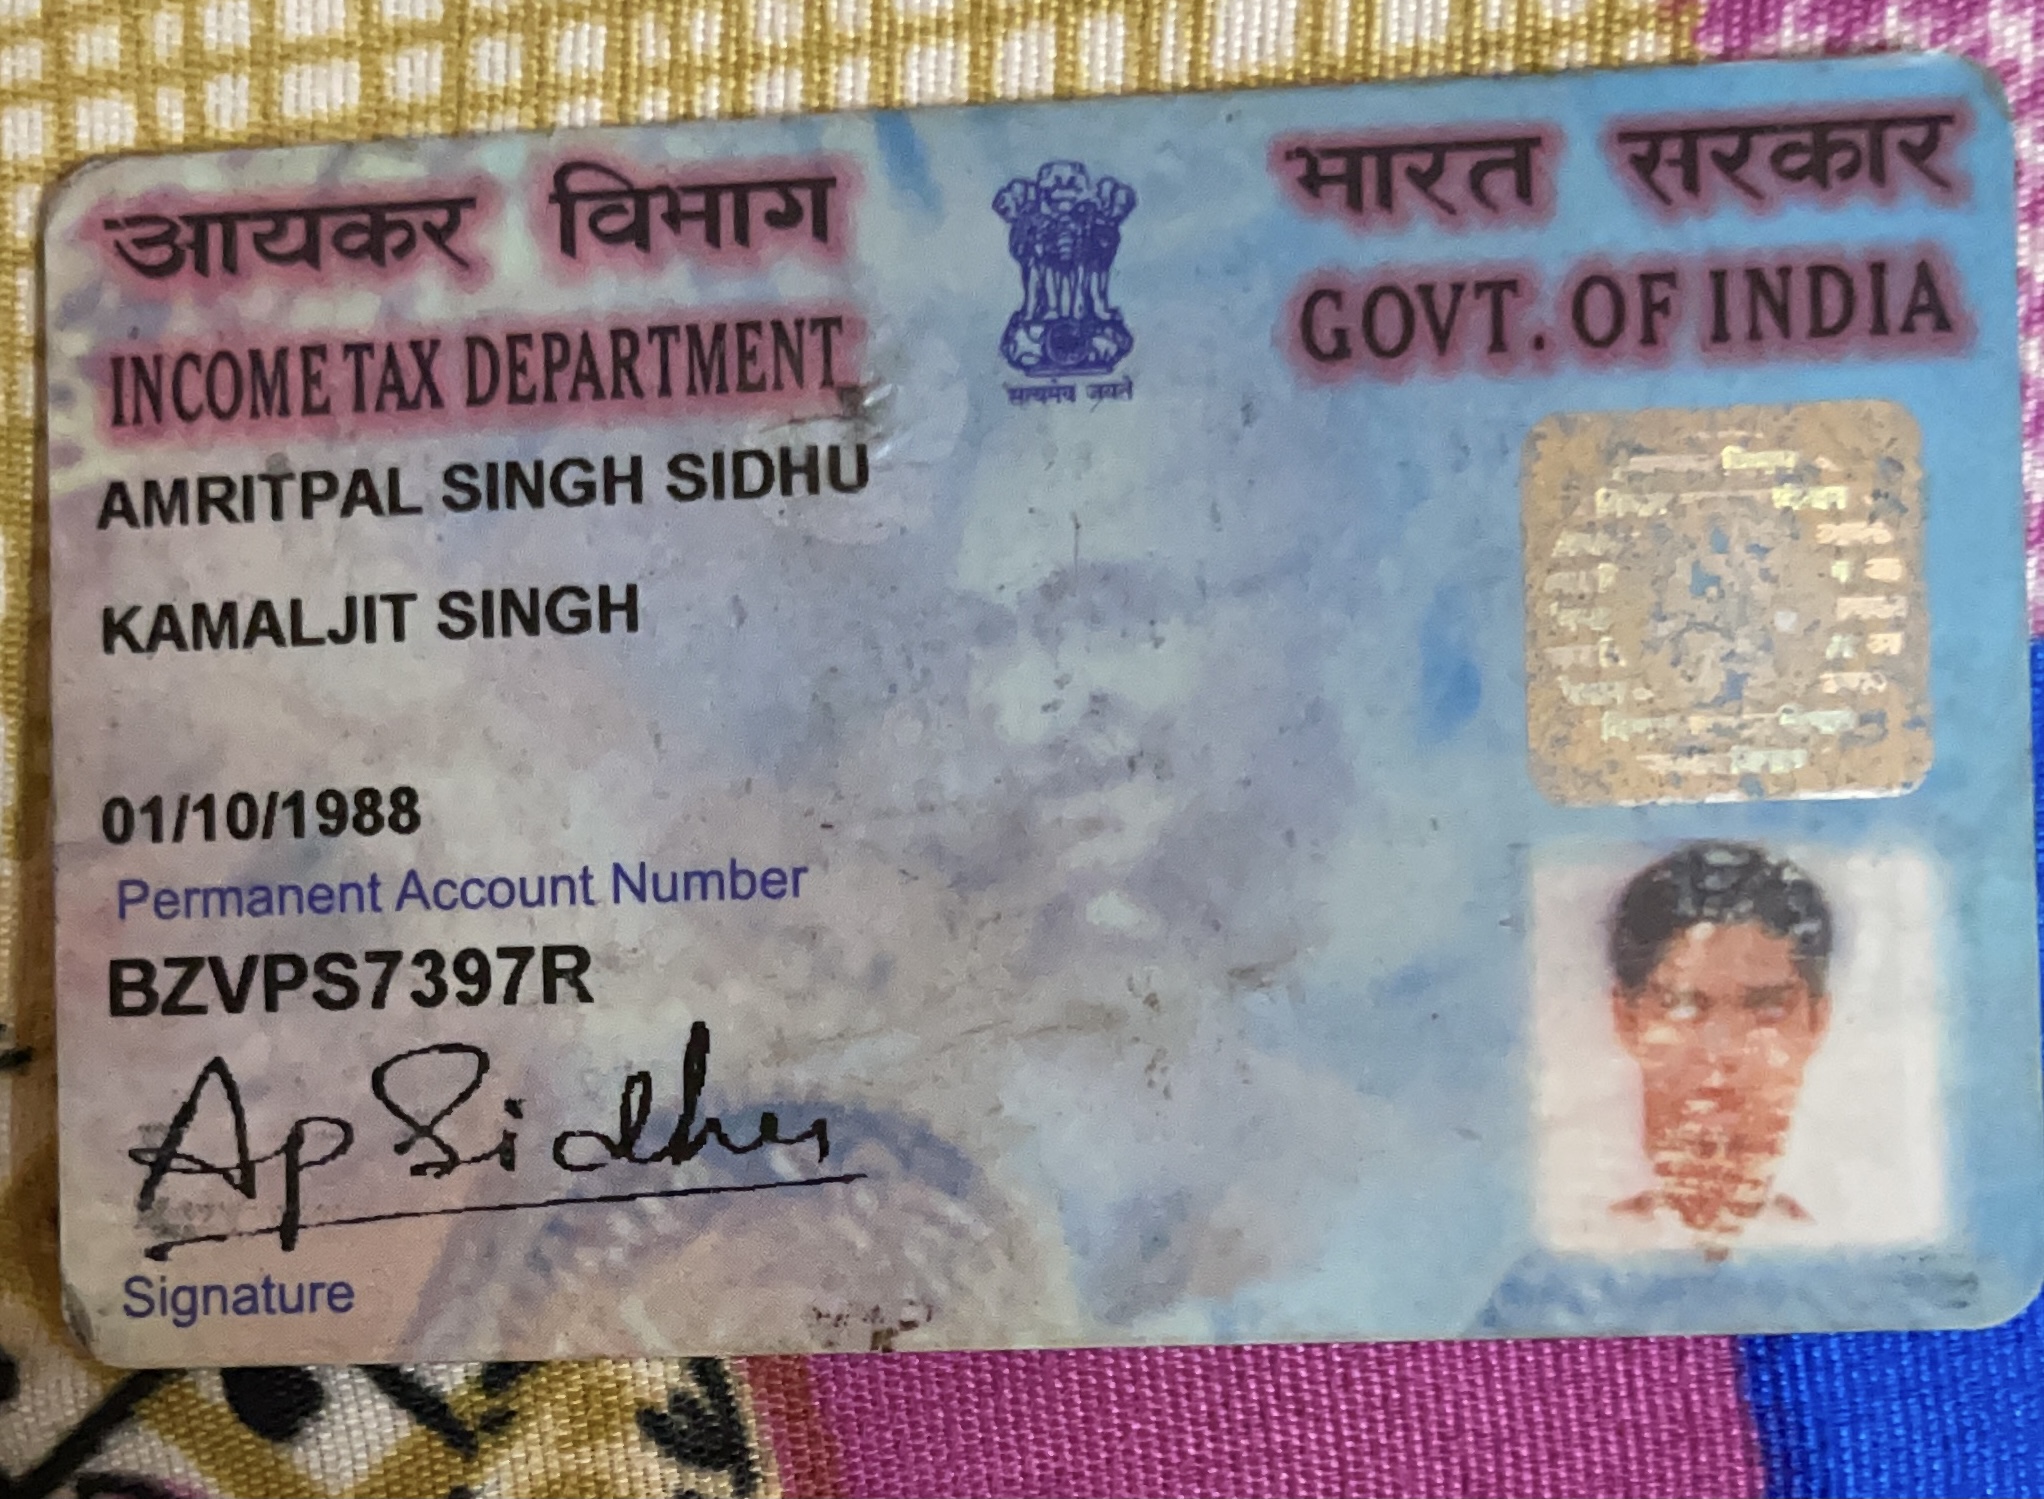 आयकर विभाग
INCOME TAX DEPARTMENT
सत्यमेव जयते
भारत सरकार
GOVT. OF INDIA
AMRITPAL SINGH SIDHU
KAMALJIT SINGH
01/10/1988
Permanent Account Number
BZVPS7397R
Ap Sidhu
Signature